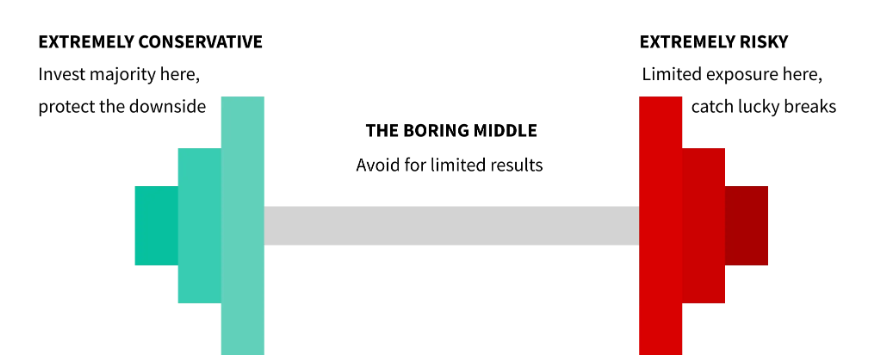 EXTREMELY CONSERVATIVE
Invest majority here,
protect the downside
THE BORING MIDDLE
Avoid for limited results
EXTREMELY RISKY
Limited exposure here,
catch lucky breaks